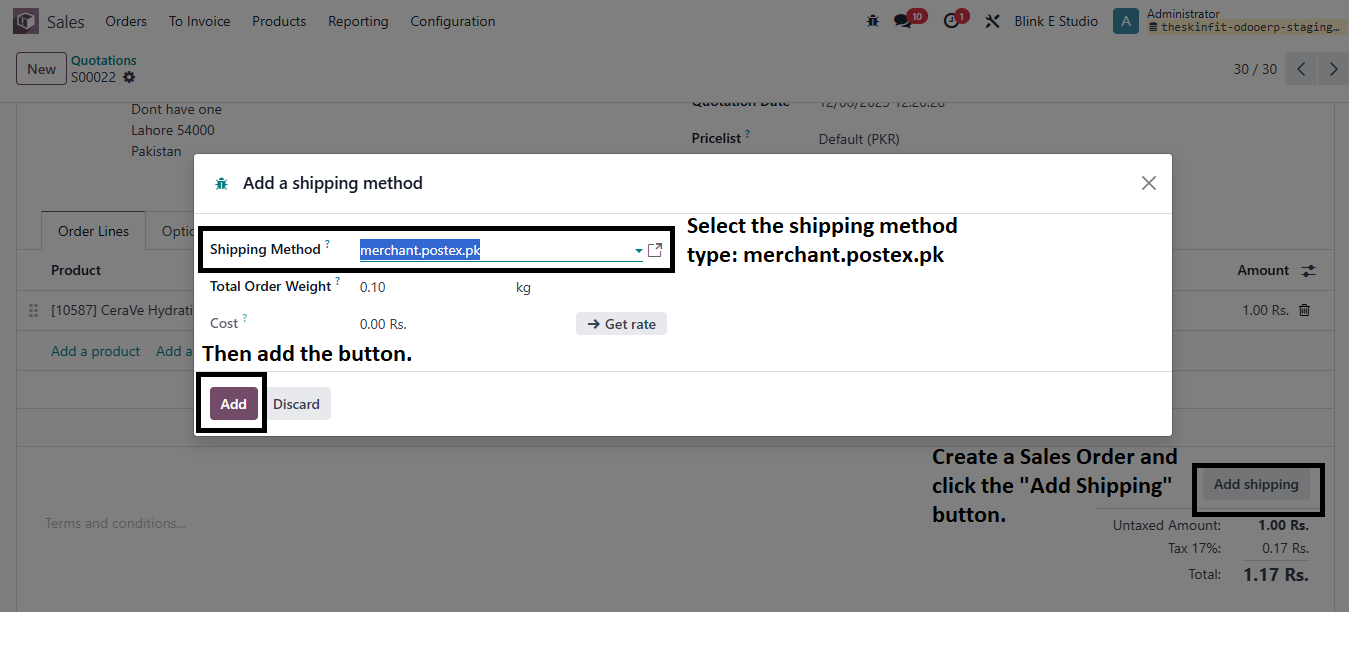 Sales Orders To Invoice Products Reporting Configuration 10 1 Blink E Studio A Administrator
theskinfit-odooerp-staging...
New Quotations
S00022 30 / 30
Dont have one Quotation Date 12/06/2025 12:20:20
Lahore 54000
Pricelist ? Default (PKR)
Pakistan
Add a shipping method
Select the shipping method
type: merchant.postex.pk
Order Lines
Shipping Method ? merchant.postex.pk
Product Amount
Total Order Weight ? 0.10 kg
[10587] CeraVe 1.00 Rs.
Cost ? 0.00 Rs. Get rate
Add a product Add a
Then add the button.
Add Discard
Create a Sales Order and
click the "Add Shipping"
button.
Add shipping
Terms and conditions...
Untaxed Amount: 1.00 Rs.
Tax 17%: 0.17 Rs.
Total: 1.17 Rs.